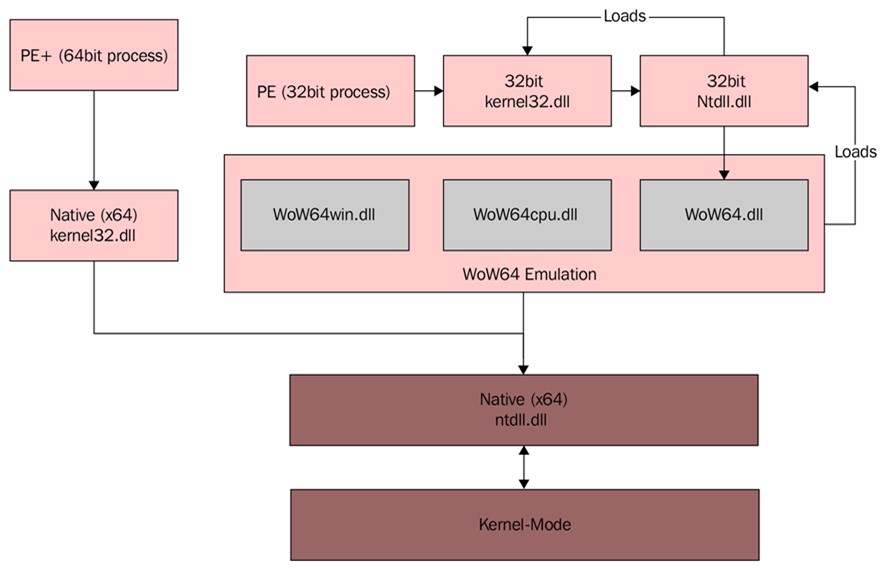 Loads
PE+ (64bit process)
PE (32bit process)
32bit
kernel32.dll
32bit
Ntdll.dll
Loads
Native (x64)
kernel32.dll
WoW64win.dll
WoW64cpu.dll
WoW64.dll
WoW64 Emulation
Native (x64)
ntdll.dll
Kernel-Mode